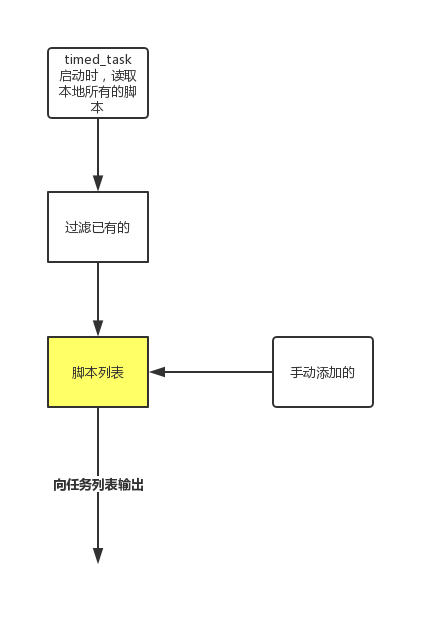 timed_task
启动时，读取
本地所有的脚
本
过滤已有的
脚本列表
手动添加的
向任务列表输出